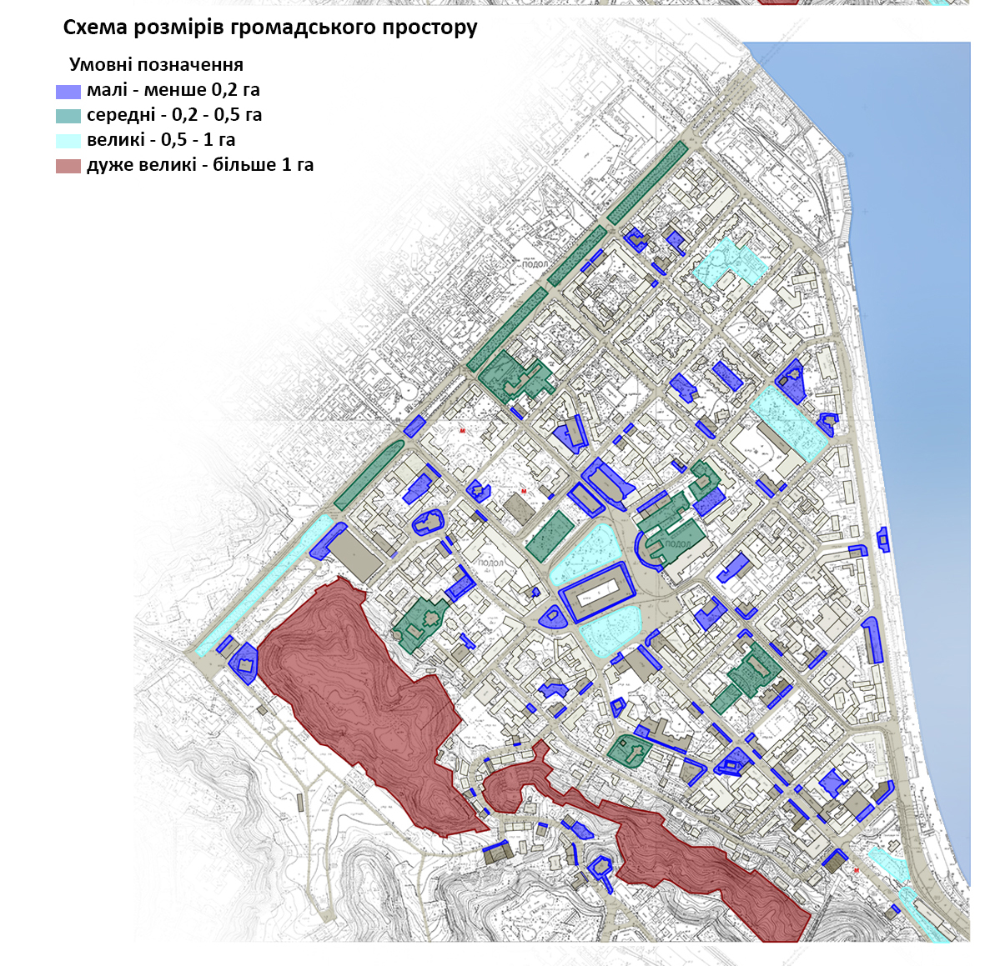 Схема розмірів громадського простору
Умовні позначення
малі - менше 0,2 га
середні - 0,2 - 0,5 га
великі - 0,5 - 1 га
дуже великі - більше 1 га
ПОДОЛ
М
М
ПОДОЛ
ПОДОЛ
М